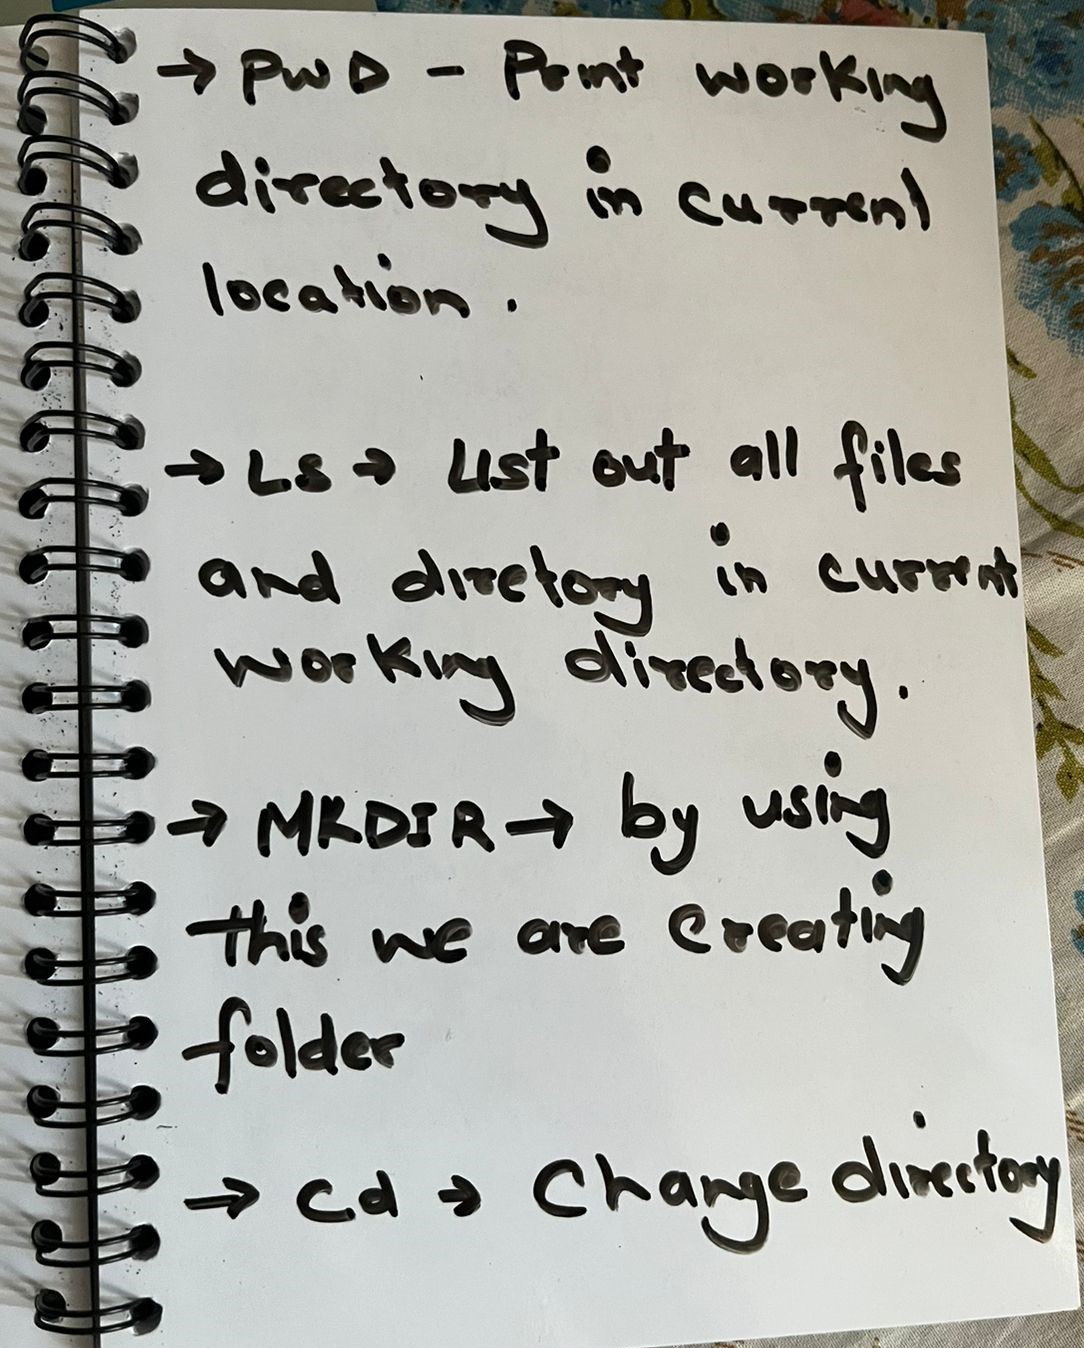 → PWD - Print working
directory in current
location.
→ LS → List out all files
and diretory in current
working directory.
→ MKDIR → by using
this we are creating
folder
→ Cd → Change directory